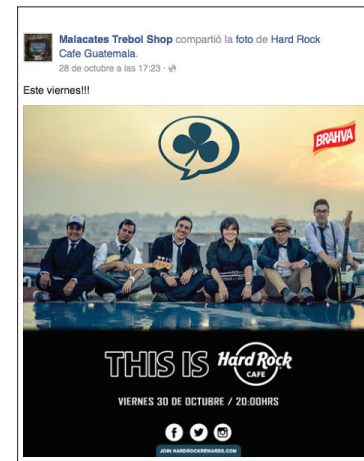 Malacates Trebol Shop compartió la foto de Hard Rock
Cafe Guatemala.
28 de octubre a las 17:23 ·
Este viernes!!!
BRAHVA
THIS IS Hard Rock
CAFE
VIERNES 30 DE OCTUBRE / 20:00HRS
JOIN HARDROCKREWARDS.COM